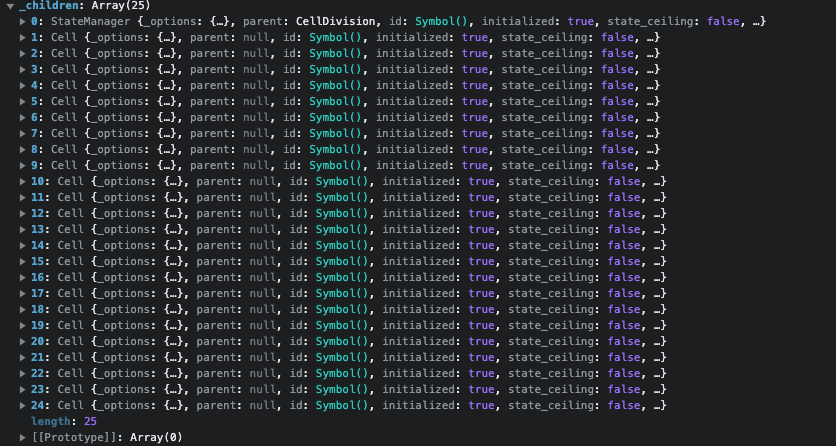 ▼ _children: Array(25)
▶ 0: StateManager {_options: {…}, parent: CellDivision, id: Symbol(), initialized: true, state_ceiling: false, …}
▶ 1: Cell {_options: {…}, parent: null, id: Symbol(), initialized: true, state_ceiling: false, …}
▶ 2: Cell {_options: {…}, parent: null, id: Symbol(), initialized: true, state_ceiling: false, …}
▶ 3: Cell {_options: {…}, parent: null, id: Symbol(), initialized: true, state_ceiling: false, …}
▶ 4: Cell {_options: {…}, parent: null, id: Symbol(), initialized: true, state_ceiling: false, …}
▶ 5: Cell {_options: {…}, parent: null, id: Symbol(), initialized: true, state_ceiling: false, …}
▶ 6: Cell {_options: {…}, parent: null, id: Symbol(), initialized: true, state_ceiling: false, …}
▶ 7: Cell {_options: {…}, parent: null, id: Symbol(), initialized: true, state_ceiling: false, …}
▶ 8: Cell {_options: {…}, parent: null, id: Symbol(), initialized: true, state_ceiling: false, …}
▶ 9: Cell {_options: {…}, parent: null, id: Symbol(), initialized: true, state_ceiling: false, …}
▶ 10: Cell {_options: {…}, parent: null, id: Symbol(), initialized: true, state_ceiling: false, …}
▶ 11: Cell {_options: {…}, parent: null, id: Symbol(), initialized: true, state_ceiling: false, …}
▶ 12: Cell {_options: {…}, parent: null, id: Symbol(), initialized: true, state_ceiling: false, …}
▶ 13: Cell {_options: {…}, parent: null, id: Symbol(), initialized: true, state_ceiling: false, …}
▶ 14: Cell {_options: {…}, parent: null, id: Symbol(), initialized: true, state_ceiling: false, …}
▶ 15: Cell {_options: {…}, parent: null, id: Symbol(), initialized: true, state_ceiling: false, …}
▶ 16: Cell {_options: {…}, parent: null, id: Symbol(), initialized: true, state_ceiling: false, …}
▶ 17: Cell {_options: {…}, parent: null, id: Symbol(), initialized: true, state_ceiling: false, …}
▶ 18: Cell {_options: {…}, parent: null, id: Symbol(), initialized: true, state_ceiling: false, …}
▶ 19: Cell {_options: {…}, parent: null, id: Symbol(), initialized: true, state_ceiling: false, …}
▶ 20: Cell {_options: {…}, parent: null, id: Symbol(), initialized: true, state_ceiling: false, …}
▶ 21: Cell {_options: {…}, parent: null, id: Symbol(), initialized: true, state_ceiling: false, …}
▶ 22: Cell {_options: {…}, parent: null, id: Symbol(), initialized: true, state_ceiling: false, …}
▶ 23: Cell {_options: {…}, parent: null, id: Symbol(), initialized: true, state_ceiling: false, …}
▶ 24: Cell {_options: {…}, parent: null, id: Symbol(), initialized: true, state_ceiling: false, …}
length: 25
▶ [[Prototype]]: Array(0)